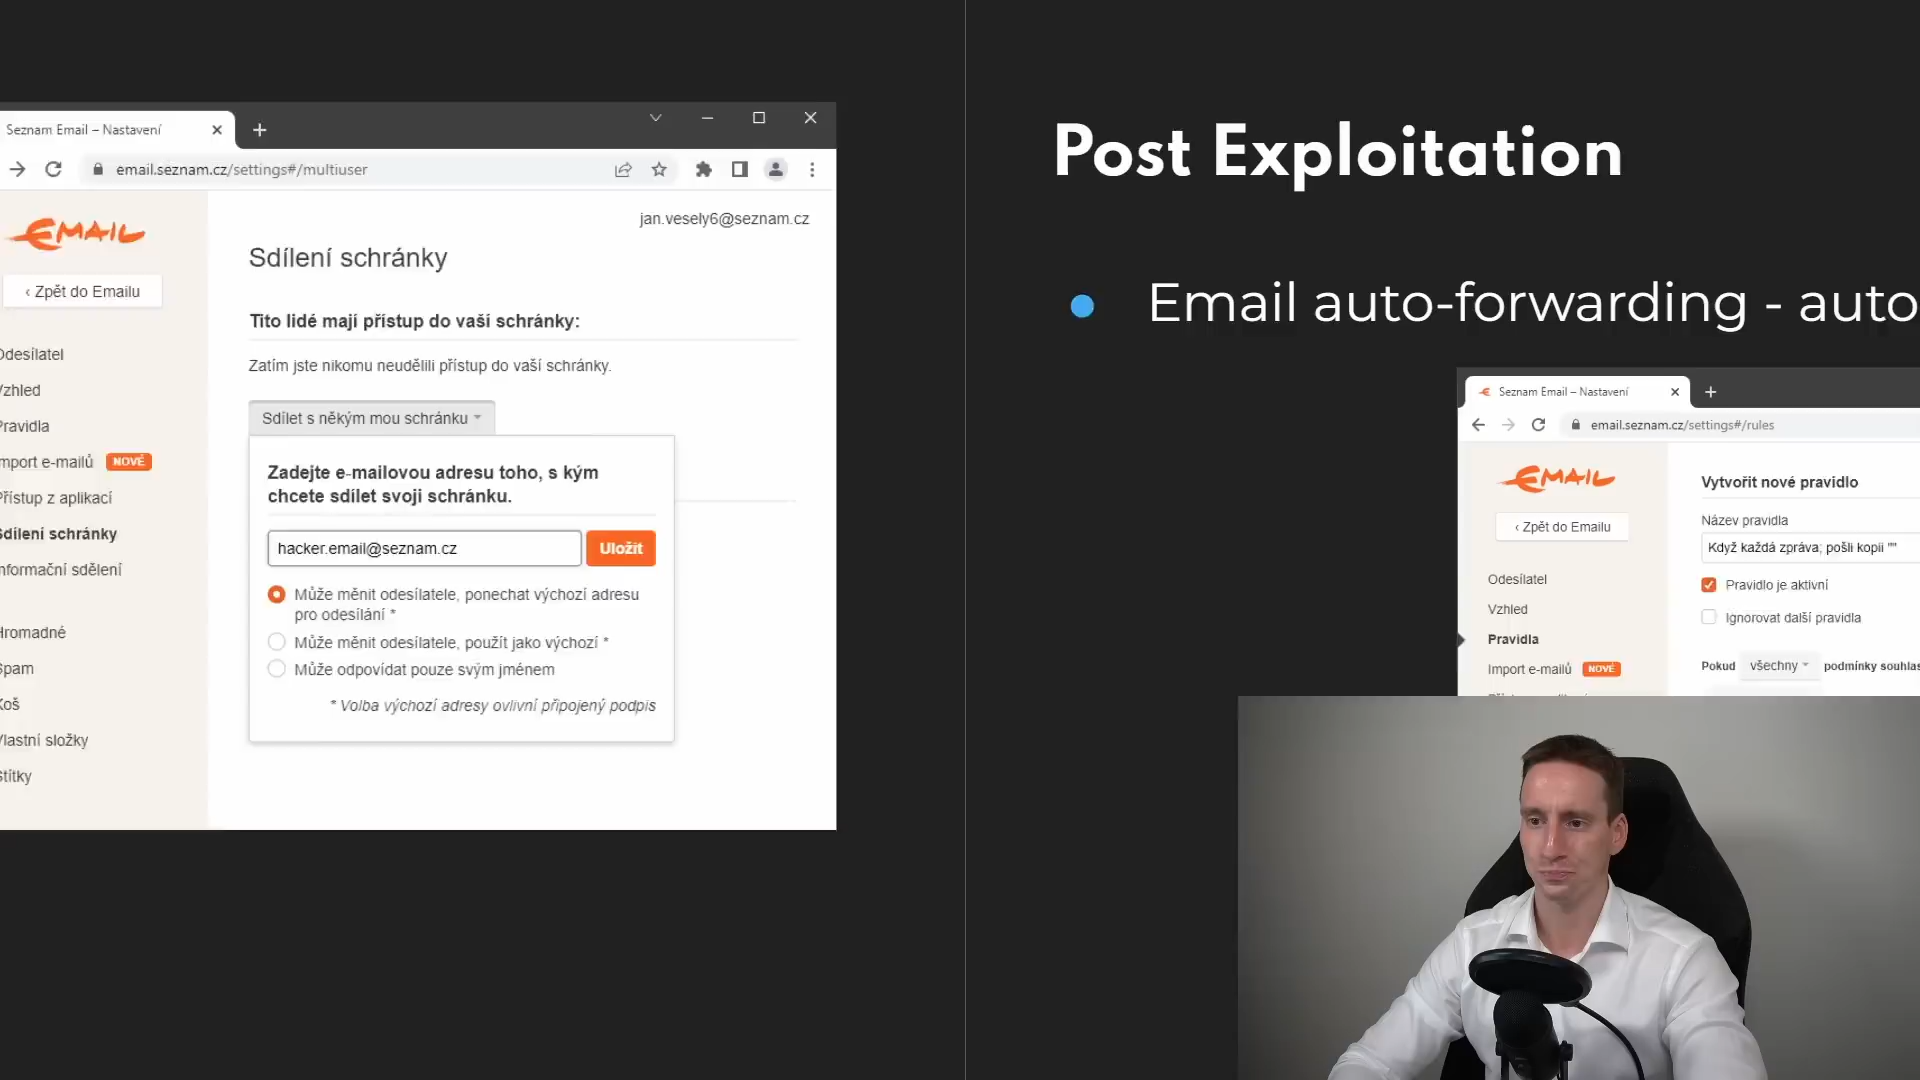 Seznam Email – Nastavení
email.seznam.cz/settings#/multiuser
EMAIL
jan.vesely6@seznam.cz
‹ Zpět do Emailu
Odesílatel
Vzhled
Pravidla
Import e-mailů NOVÉ
Přístup z aplikací
Sdílení schránky
Informační sdělení
Hromadné
Spam
Koš
Vlastní složky
Štítky
Sdílení schránky
Tito lidé mají přístup do vaší schránky:
Zatím jste nikomu neudělili přístup do vaší schránky.
Sdílet s někým mou schránku
Zadejte e-mailovou adresu toho, s kým
chcete sdílet svoji schránku.
hacker.email@seznam.cz Uložit
Může měnit odesílatele, ponechat výchozí adresu
pro odesílání *
Může měnit odesílatele, použít jako výchozí *
Může odpovídat pouze svým jménem
* Volba výchozí adresy ovlivní připojený podpis
Post Exploitation
Email auto-forwarding - auto
Seznam Email – Nastavení
email.seznam.cz/settings#/rules
EMAIL
‹ Zpět do Emailu
Odesílatel
Vzhled
Pravidla
Import e-mailů NOVÉ
Vytvořit nové pravidlo
Název pravidla
Když každá zpráva; pošli kopii ""
Pravidlo je aktivní
Ignorovat další pravidla
Pokud všechny podmínky souhlas